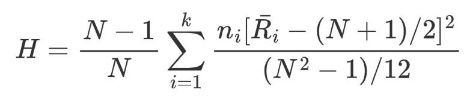 H = \frac{N-1}{N} \sum_{i=1}^{k} \frac{n_i[\bar{R}_i - (N+1)/2]^2}{(N^2-1)/12}